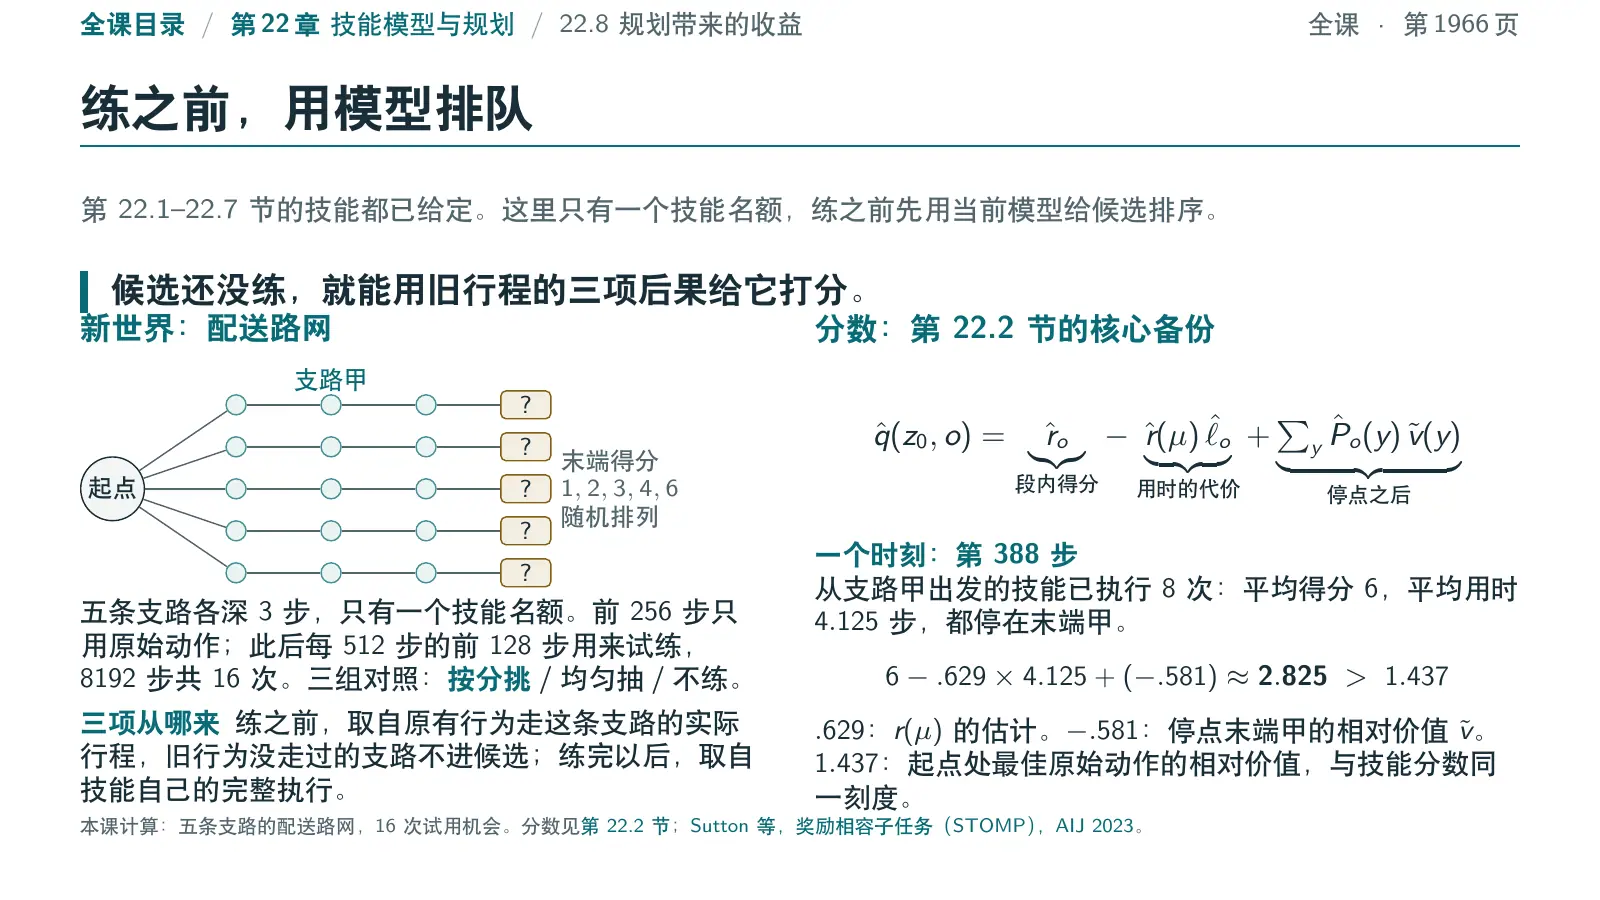 全课目录 / 第 22 章 技能模型与规划 / 22.8 规划带来的收益
全课 · 第 1966 页
练之前，用模型排队
第 22.1–22.7 节的技能都已给定。这里只有一个技能名额，练之前先用当前模型给候选排序。
候选还没练，就能用旧行程的三项后果给它打分。
新世界：配送路网
支路甲
起点
?
?
?
?
?
末端得分
1, 2, 3, 4, 6
随机排列
五条支路各深 3 步，只有一个技能名额。前 256 步只
用原始动作；此后每 512 步的前 128 步用来试练，
8192 步共 16 次。三组对照：按分挑 / 均匀抽 / 不练。
三项从哪来 练之前，取自原有行为走这条支路的实际
行程，旧行为没走过的支路不进候选；练完以后，取自
技能自己的完整执行。
分数：第 22.2 节的核心备份
q̂(z₀, o) = r̂ₒ − r̂(μ) ℓ̂ₒ + ∑_y P̂ₒ(y) ṽ(y)
段内得分 用时的代价 停点之后
一个时刻：第 388 步
从支路甲出发的技能已执行 8 次：平均得分 6，平均用时
4.125 步，都停在末端甲。
6 − .629 × 4.125 + (−.581) ≈ 2.825 > 1.437
.629：r(μ) 的估计。−.581：停点末端甲的相对价值 ṽ。
1.437：起点处最佳原始动作的相对价值，与技能分数同
一刻度。
本课计算：五条支路的配送路网，16 次试用机会。分数见第 22.2 节；Sutton 等，奖励相容子任务（STOMP），AIJ 2023。